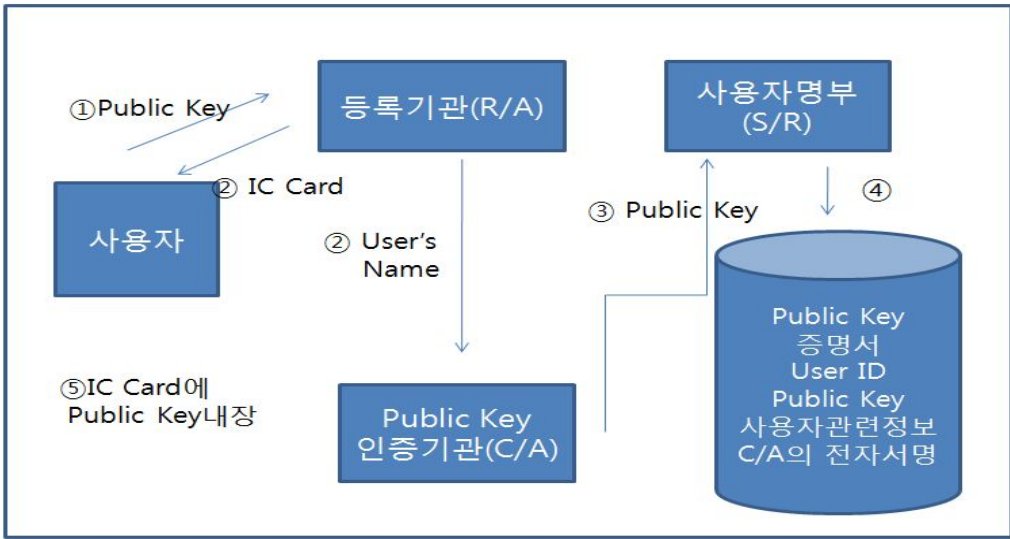 ①Public Key
등록기관(R/A)
사용자명부
(S/R)
② IC Card
③ Public Key
④
사용자
② User's
Name
Public Key
증명서
User ID
Public Key
사용자관련정보
C/A의 전자서명
⑤IC Card에
Public Key내장
Public Key
인증기관(C/A)